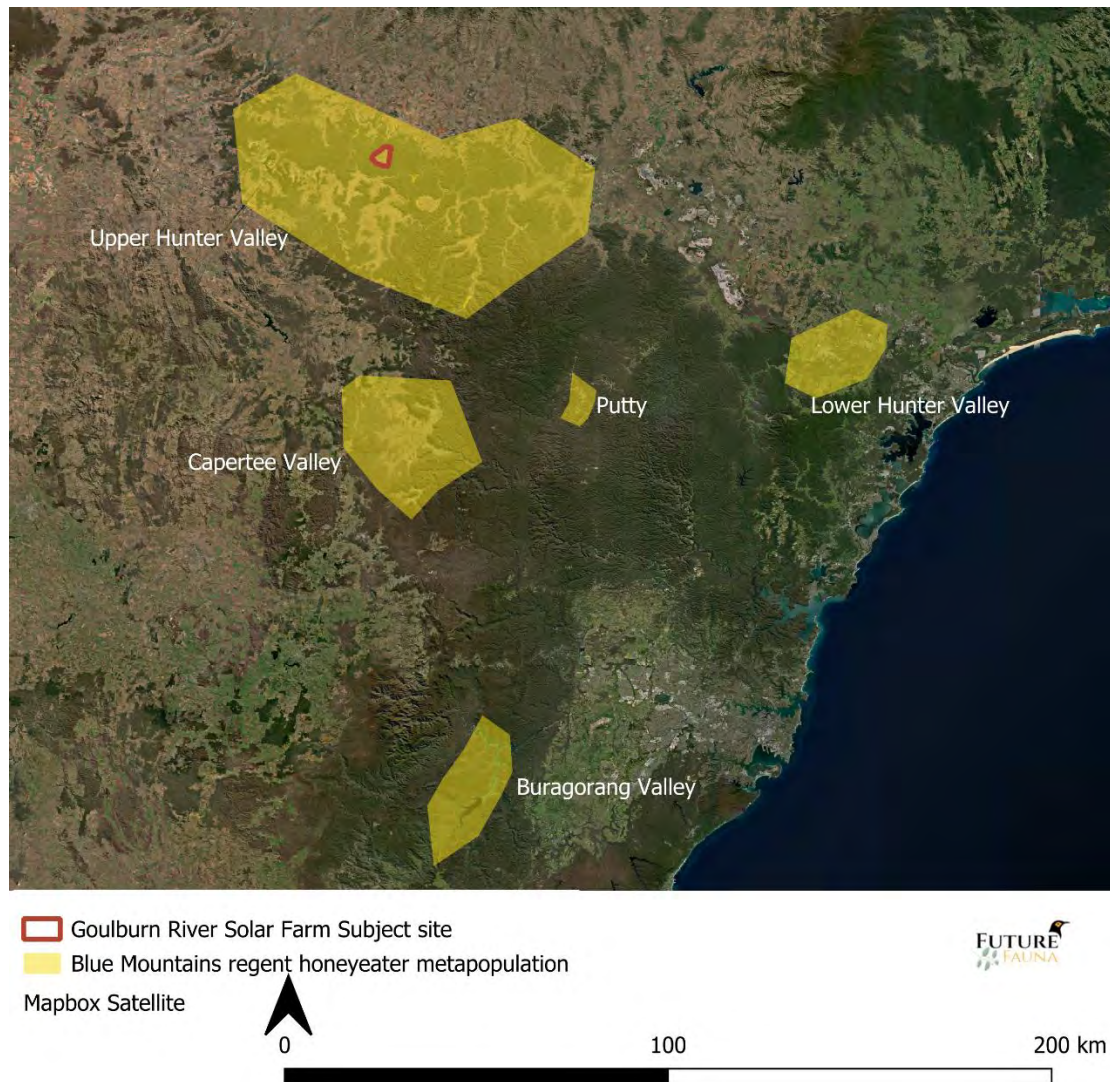 Upper Hunter Valley
Putty
Lower Hunter Valley
Capertee Valley
Buragorang Valley
Goulburn River Solar Farm Subject site
Blue Mountains regent honeyeater metapopulation
FUTURE
FAUNA
Mapbox Satellite
0 100 200 km